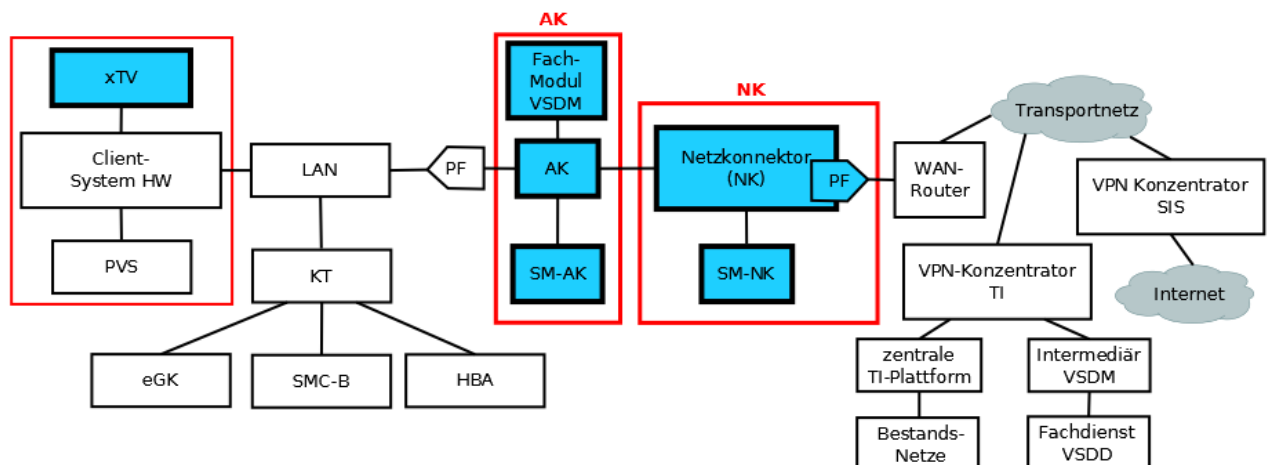 AK
NK
xTV
Fach-
Modul
VSDM
Transportnetz
Client-
System HW
LAN
PF
AK
Netzkonnektor
(NK)
PF
WAN-
Router
VPN Konzentrator
SIS
PVS
KT
SM-AK
SM-NK
VPN-Konzentrator
TI
Internet
eGK
SMC-B
HBA
zentrale
TI-Plattform
Intermediär
VSDM
Bestands-
Netze
Fachdienst
VSDD